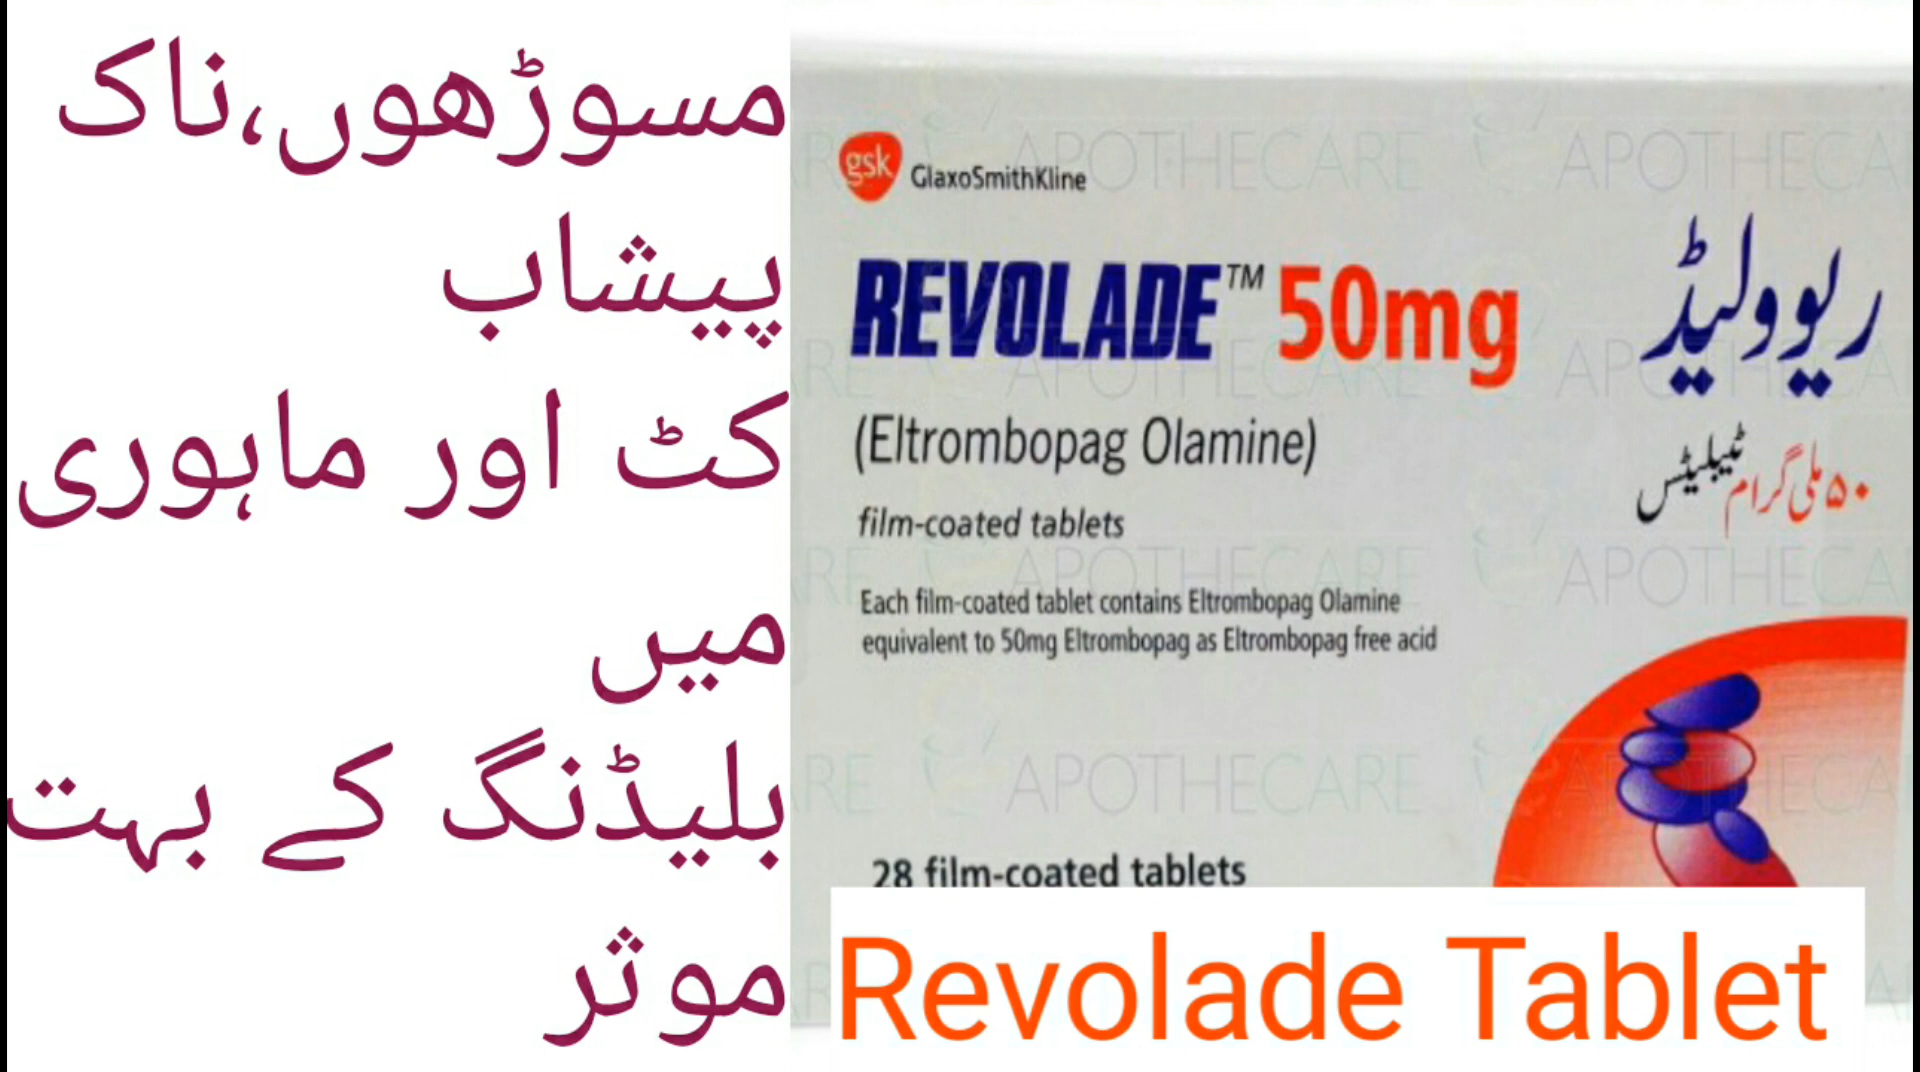 مسوڑھوں،ناک
پیشاب
کٹ اور ماہوری
میں
بلیڈنگ کے بہت
موثر
gsk GlaxoSmithKline
REVOLADE™ 50mg
ریوولیڈ
(Eltrombopag Olamine)
۵۰ ملی گرام ٹیبلیٹس
film-coated tablets
Each film-coated tablet contains Eltrombopag Olamine
equivalent to 50mg Eltrombopag as Eltrombopag free acid
28 film-coated tablets
Revolade Tablet
APOTHECARE